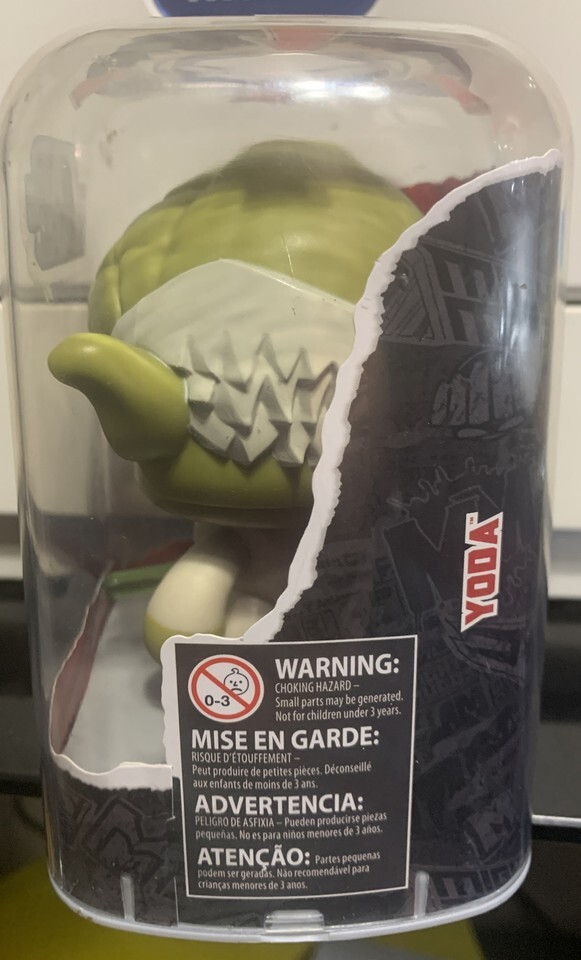 YODA™
0-3
WARNING:
CHOKING HAZARD –
Small parts may be generated.
Not for children under 3 years.
MISE EN GARDE:
RISQUE D'ÉTOUFFEMENT –
Peut produire de petites pièces. Déconseillé
aux enfants de moins de 3 ans.
ADVERTENCIA:
PELIGRO DE ASFIXIA – Pueden producirse piezas
pequeñas. No es para niños menores de 3 años.
ATENÇÃO: Partes pequenas
podem ser geradas. Não recomendável para
crianças menores de 3 anos.